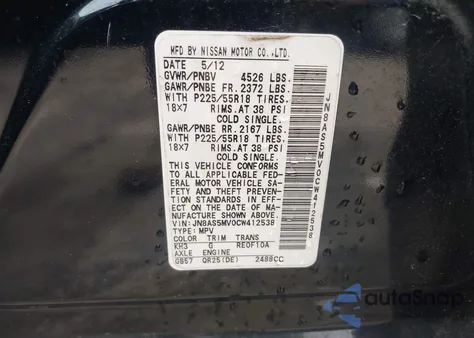 MFD BY NISSAN MOTOR CO.,LTD.
DATE 5/12
GVWR/PNBV 4526 LBS.
GAWR/PNBE FR. 2372 LBS.
WITH P225/55R18 TIRES,
18X7 RIMS, AT 38 PSI
COLD SINGLE.
GAWR/PNBE RR. 2167 LBS.
WITH P225/55R18 TIRES,
18X7 RIMS, AT 38 PSI
COLD SINGLE.
THIS VEHICLE CONFORMS
TO ALL APPLICABLE FED-
ERAL MOTOR VEHICLE SA-
FETY AND THEFT PREVENT-
ION STANDARDS IN EFF-
ECT ON THE DATE OF MA-
NUFACTURE SHOWN ABOVE.
VIN: JN8AS5MV0CW412538
TYPE: MPV
COLOR TRIM TRANS
KH3 G RE0F10A
AXLE ENGINE
GB57 QR25(DE) 2488CC
JN8AS5MV0CW412538
autoSnap